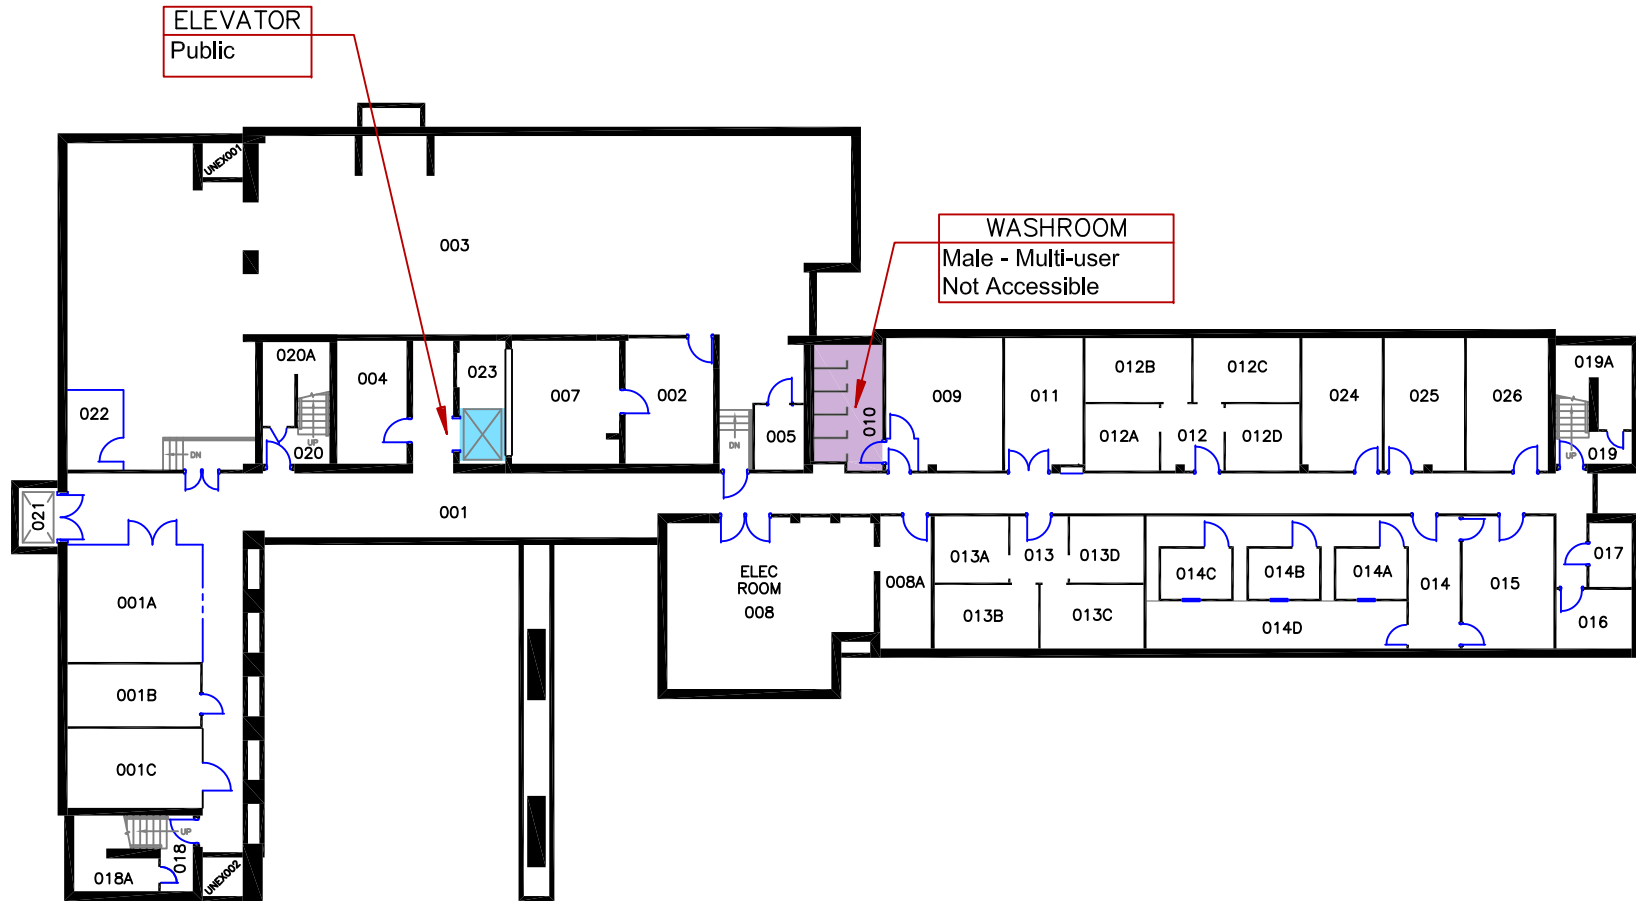 ELEVATOR
Public
UNEX001
003
WASHROOM
Male - Multi-user
Not Accessible
020A
004
023
007
002
005
010
009
011
012B
012C
012A
012
012D
024
025
026
019A
019
UP
022
DN
UP
020
DN
021
001
001A
001B
001C
UP
018
018A
UNEX002
ELEC
ROOM
008
008A
013A
013
013D
013B
013C
014C
014B
014A
014
014D
015
017
016